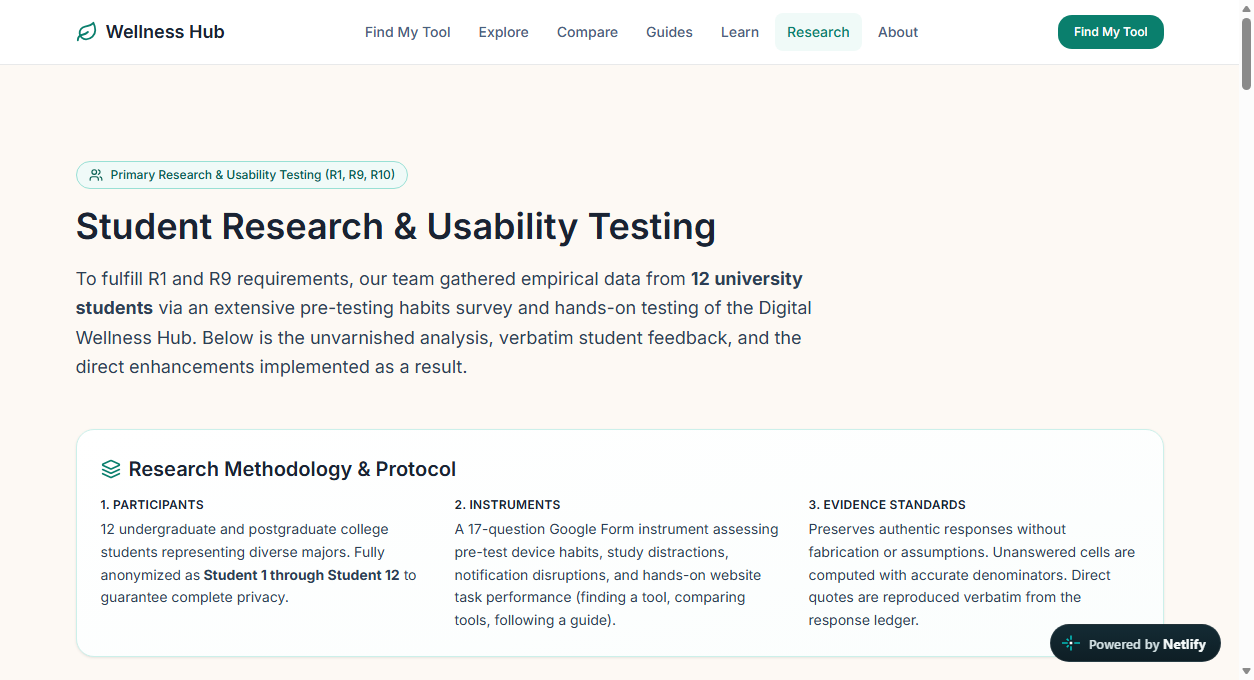 Wellness Hub
Find My Tool
Explore
Compare
Guides
Learn
Research
About
Find My Tool
Primary Research & Usability Testing (R1, R9, R10)
Student Research & Usability Testing
To fulfill R1 and R9 requirements, our team gathered empirical data from 12 university
students via an extensive pre-testing habits survey and hands-on testing of the Digital
Wellness Hub. Below is the unvarnished analysis, verbatim student feedback, and the
direct enhancements implemented as a result.
Research Methodology & Protocol
1. PARTICIPANTS
12 undergraduate and postgraduate college
students representing diverse majors. Fully
anonymized as Student 1 through Student 12 to
guarantee complete privacy.
2. INSTRUMENTS
A 17-question Google Form instrument assessing
pre-test device habits, study distractions,
notification disruptions, and hands-on website
task performance (finding a tool, comparing
tools, following a guide).
3. EVIDENCE STANDARDS
Preserves authentic responses without
fabrication or assumptions. Unanswered cells are
computed with accurate denominators. Direct
quotes are reproduced verbatim from the
response ledger.
Powered by Netlify